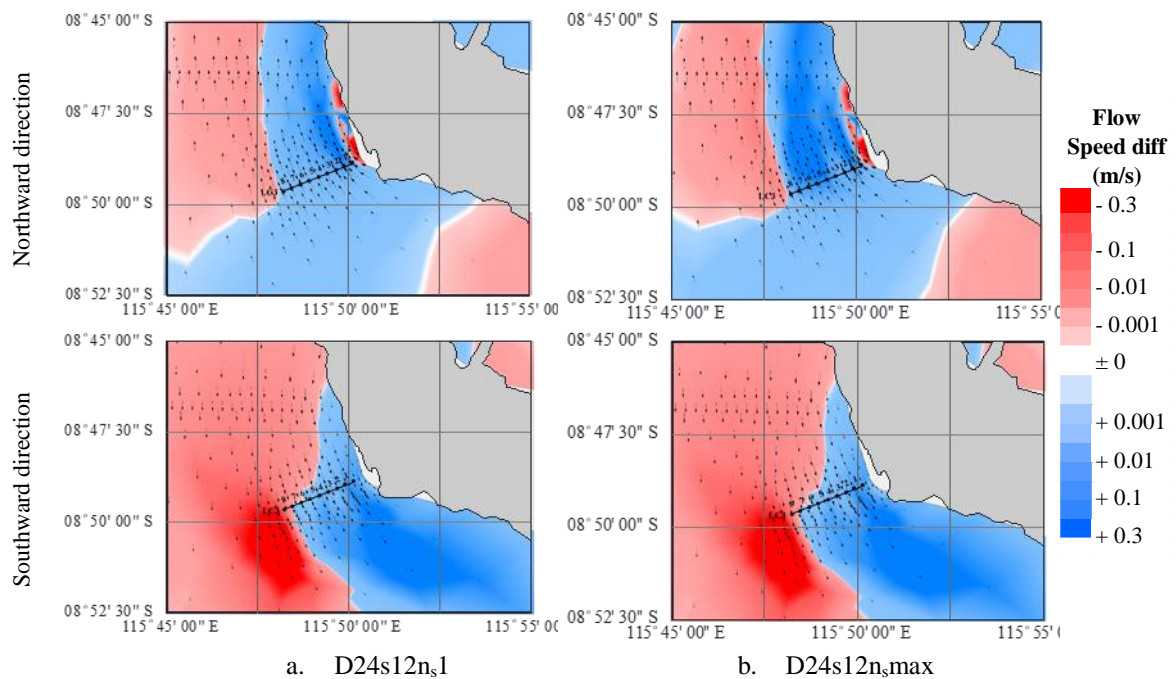 Northward direction
08° 45' 00" S
08° 47' 30" S
08° 50' 00" S
08° 52' 30" S
115° 45' 00" E
115° 50' 00" E
115° 55' 00"
08° 45' 00" S
08° 47' 30" S
08° 50' 00" S
08° 52' 30" S
115° 45' 00" E
115° 50' 00" E
115° 55' 0
Flow
Speed diff
(m/s)
- 0.3
- 0.1
- 0.01
- 0.001
± 0
+ 0.001
+ 0.01
+ 0.1
+ 0.3
Southward direction
08° 45' 00" S
08° 47' 30" S
08° 50' 00" S
08° 52' 30" S
115° 45' 00" E
115° 50' 00" E
115° 55' 00"
08° 45' 00" S
08° 47' 30" S
08° 50' 00" S
08° 52' 30" S
115° 45' 00" E
115° 50' 00" E
115° 55' 0
a. D24s12nₛ1
b. D24s12nₛmax